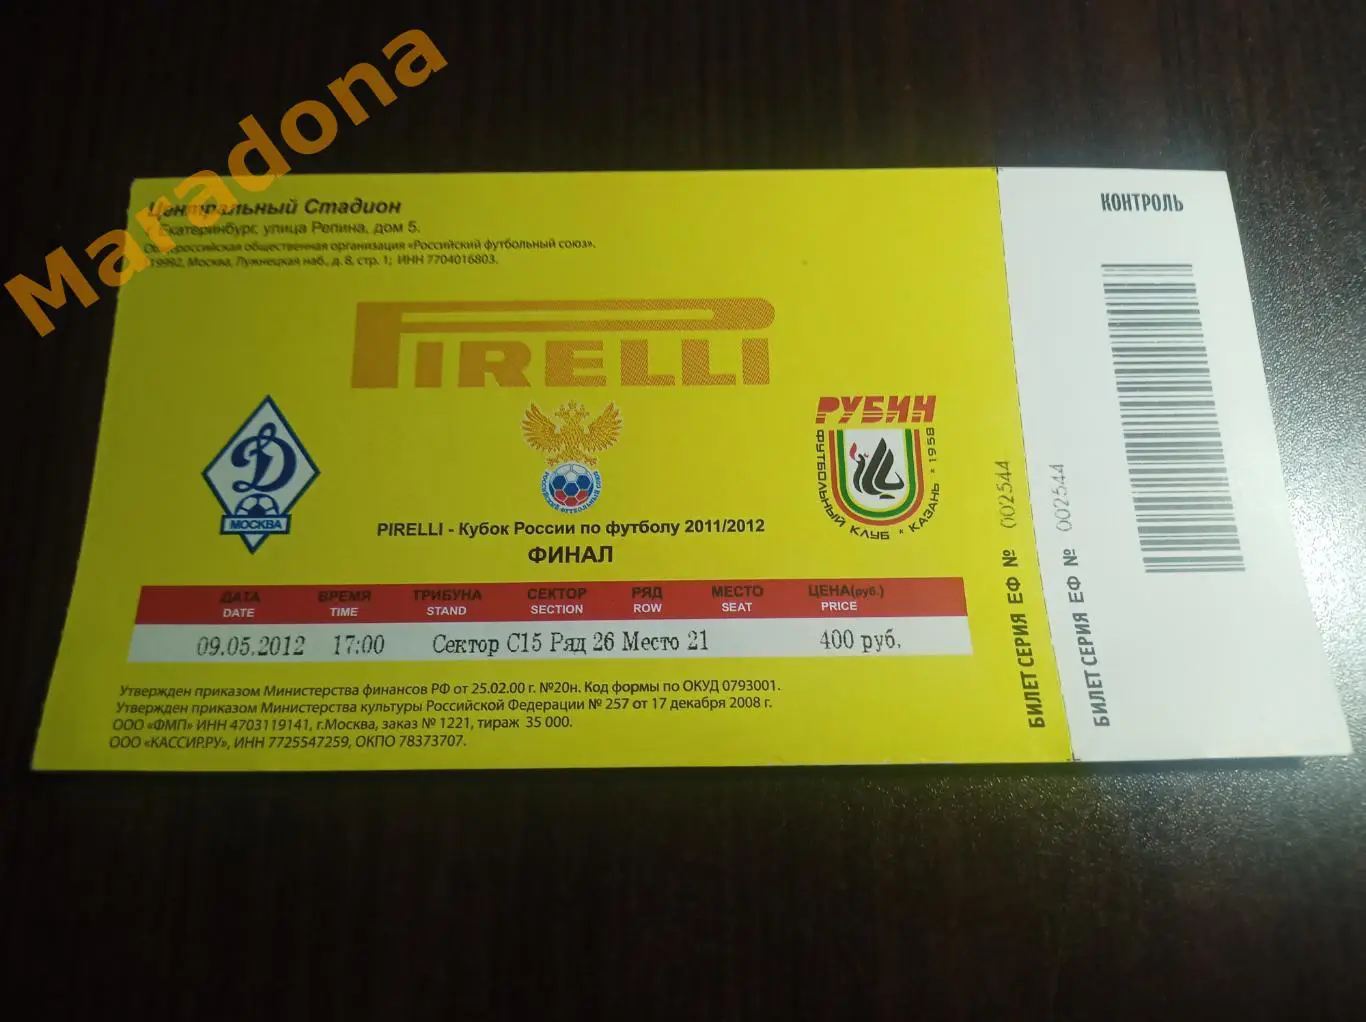 Maradona
Центральный Стадион
г. Екатеринбург, улица Репина, дом 5.
Общероссийская общественная организация «Российский футбольный союз».
119992, Москва, Лужнецкая наб., д. 8, стр. 1; ИНН 7704016803.
КОНТРОЛЬ
PIRELLI
Д
МОСКВА
РОССИЙСКИЙ ФУТБОЛЬНЫЙ СОЮЗ
РУБИН
ФУТБОЛЬНЫЙ КЛУБ * КАЗАНЬ * 1958
PIRELLI - Кубок России по футболу 2011/2012
ФИНАЛ
ДАТА ВРЕМЯ ТРИБУНА СЕКТОР РЯД МЕСТО ЦЕНА(руб.)
DATE TIME STAND SECTION ROW SEAT PRICE
09.05.2012 17:00 Сектор C15 Ряд 26 Место 21 400 руб.
Утвержден приказом Министерства финансов РФ от 25.02.00 г. №20н. Код формы по ОКУД 0793001.
Утвержден приказом Министерства культуры Российской Федерации № 257 от 17 декабря 2008 г.
ООО «ФМП» ИНН 4703119141, г.Москва, заказ № 1221, тираж 35 000.
ООО «КАССИР.РУ», ИНН 7725547259, ОКПО 78373707.
БИЛЕТ СЕРИЯ ЕФ № 002544
БИЛЕТ СЕРИЯ ЕФ № 002544